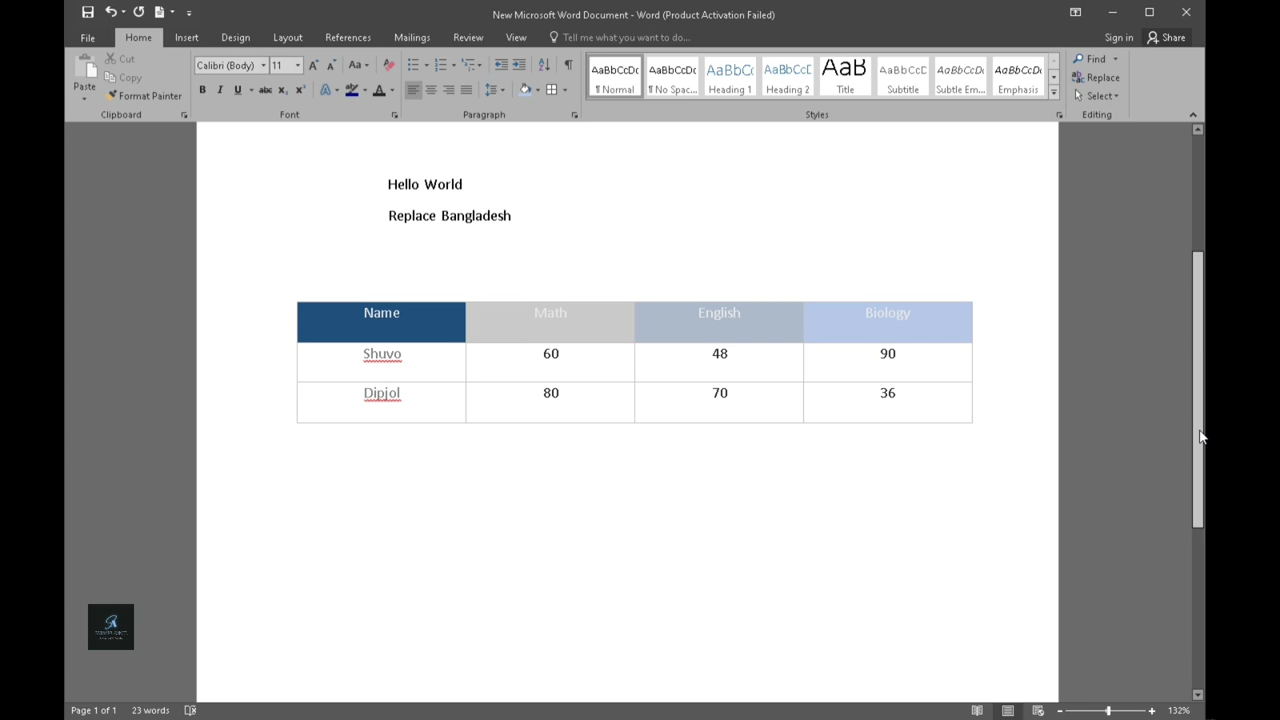 New Microsoft Word Document - Word (Product Activation Failed)
File Home Insert Design Layout References Mailings Review View Tell me what you want to do... Sign in Share
Cut
Copy
Format Painter
Paste
Clipboard
Calibri (Body) 11
Font
Paragraph
AaBbCcDc AaBbCcDc AaBbCc AaBbCcE AaB AaBbCcD AaBbCcDc AaBbCcDc
¶ Normal ¶ No Spac... Heading 1 Heading 2 Title Subtitle Subtle Em... Emphasis
Styles
Find
Replace
Select
Editing
Hello World
Replace Bangladesh
Name Math English Biology
Shuvo 60 48 90
Dipjol 80 70 36
Page 1 of 1 23 words 132%